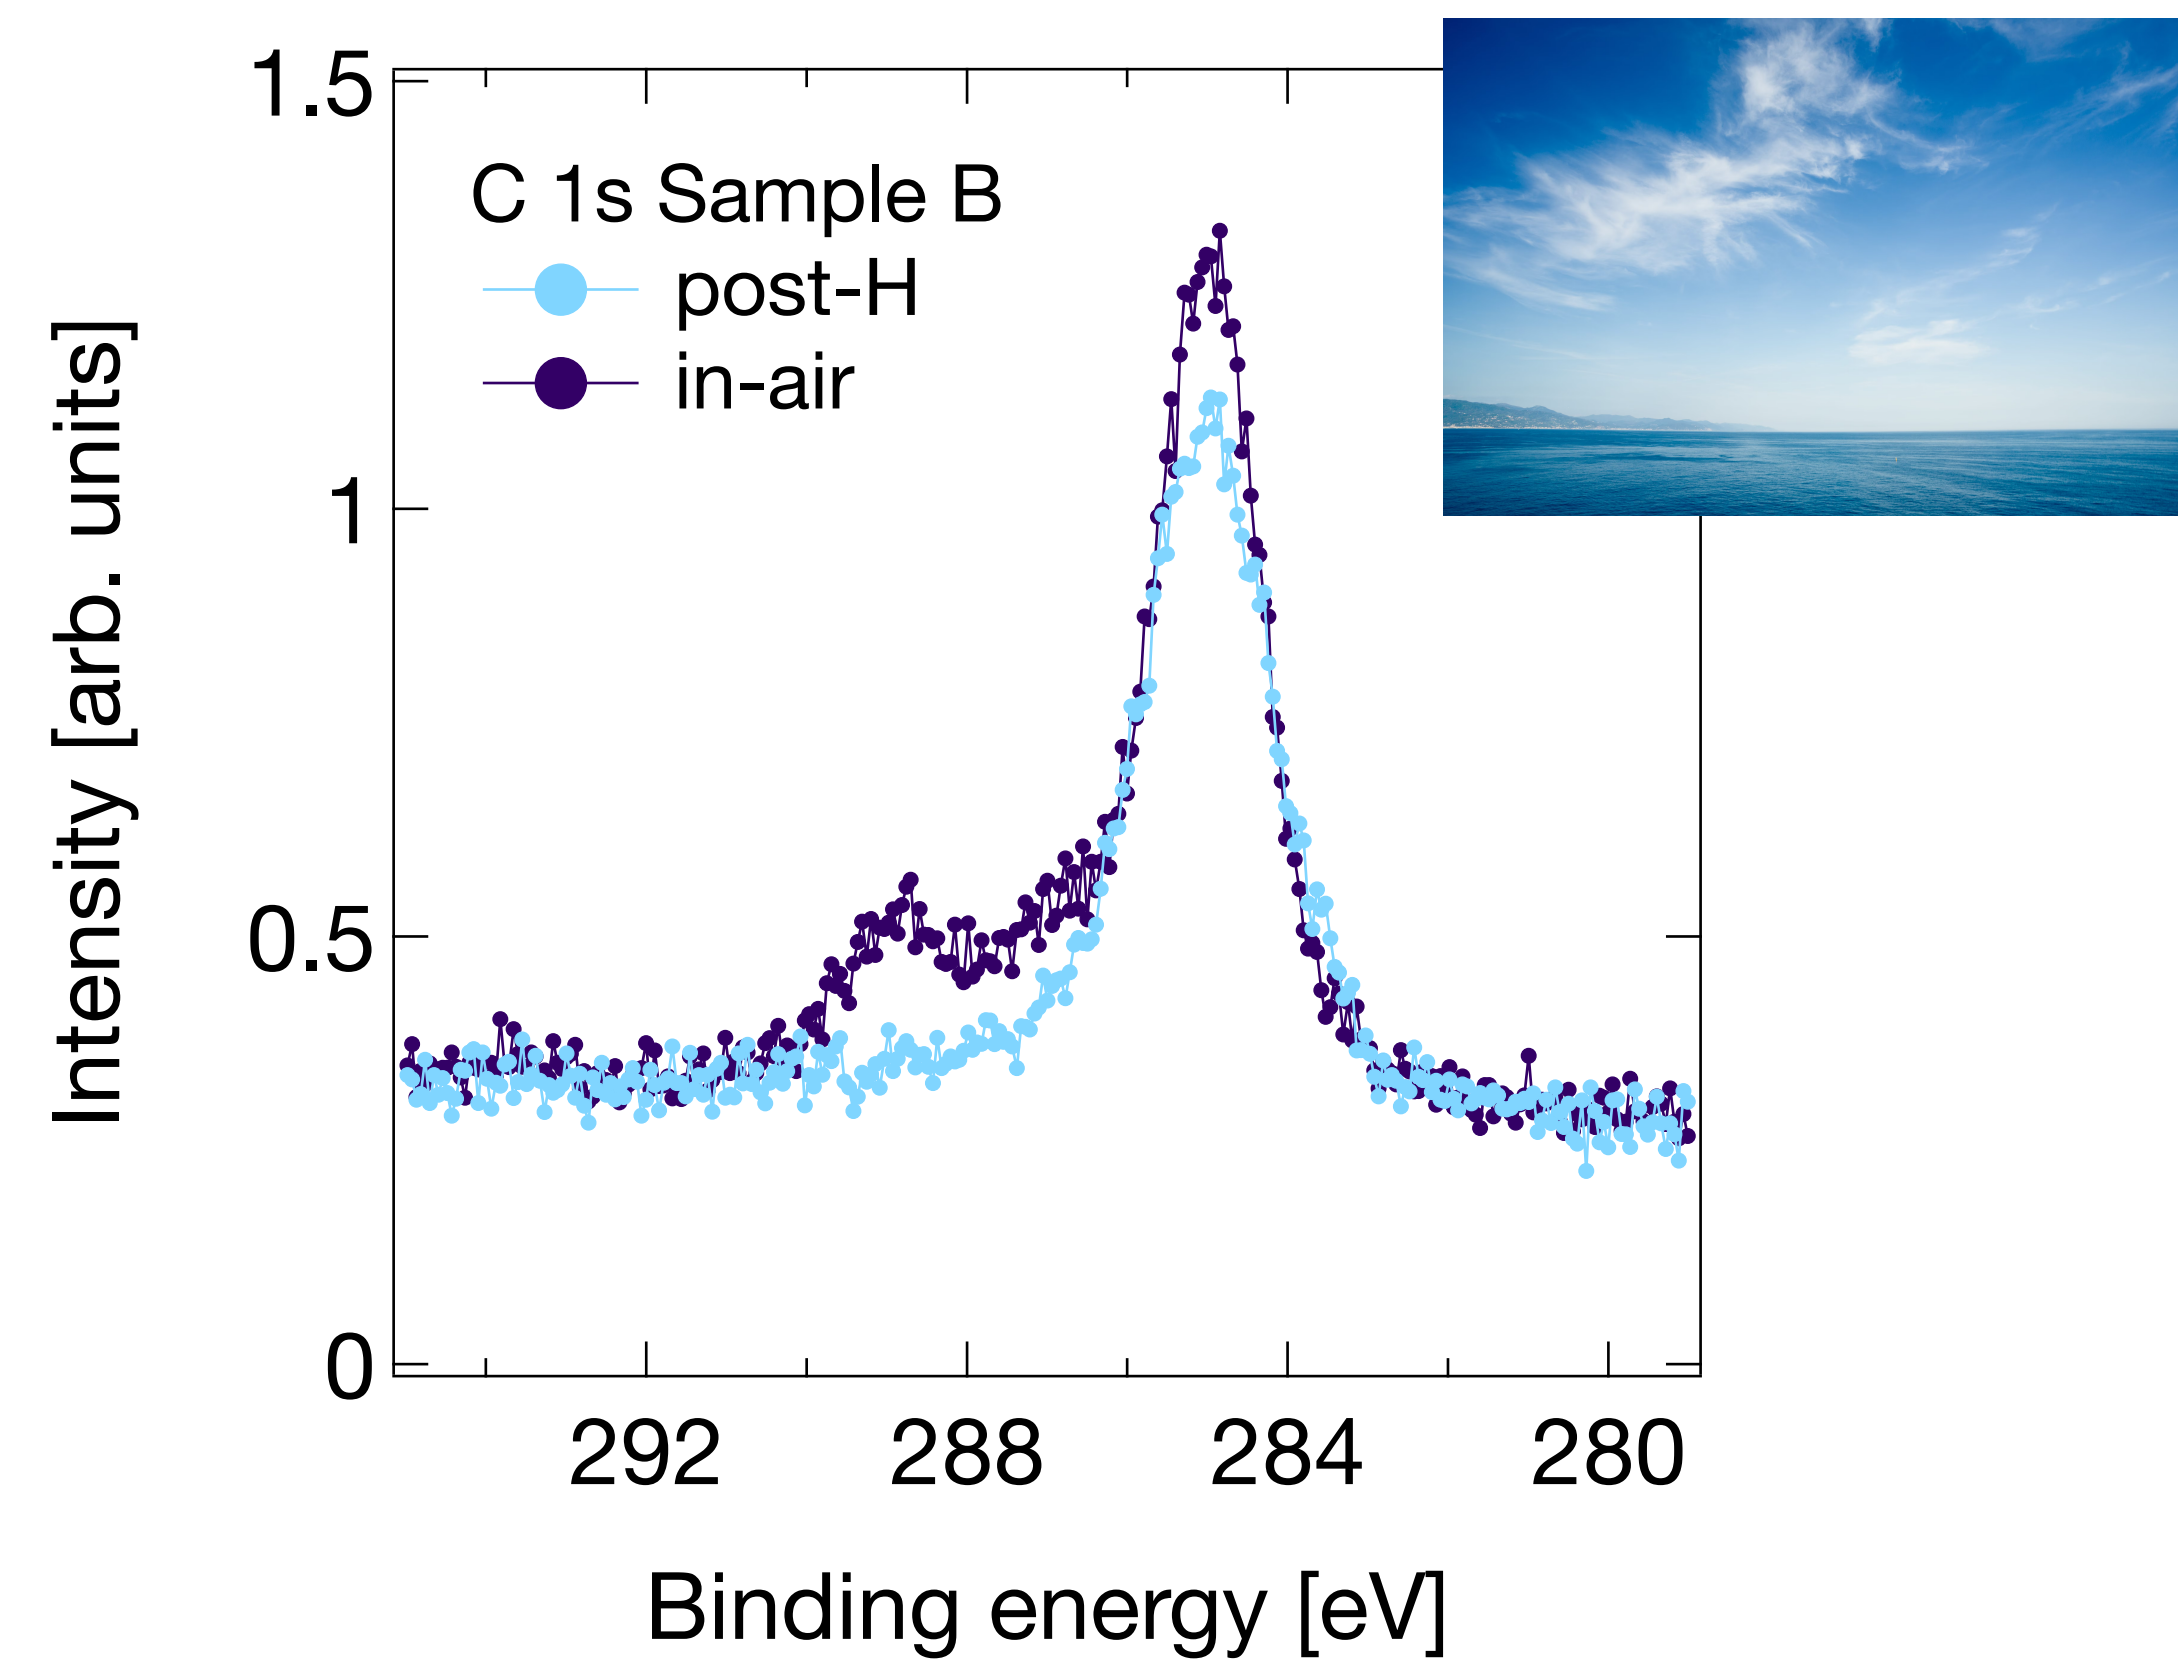 1.5
1
0.5
0
Intensity [arb. units]
C 1s Sample B
post-H
in-air
292
288
284
280
Binding energy [eV]